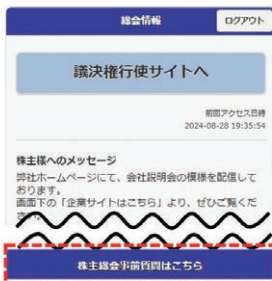 総会情報
ログアウト
議決権行使サイトへ
前回アクセス日時
2024-08-28 19:35:54
株主様へのメッセージ
弊社ホームページにて、会社説明会の模様を配信して
おります。
画面下の「企業サイトはこちら」より、ぜひご覧くだ
さい。
株主総会事前質問はこちら